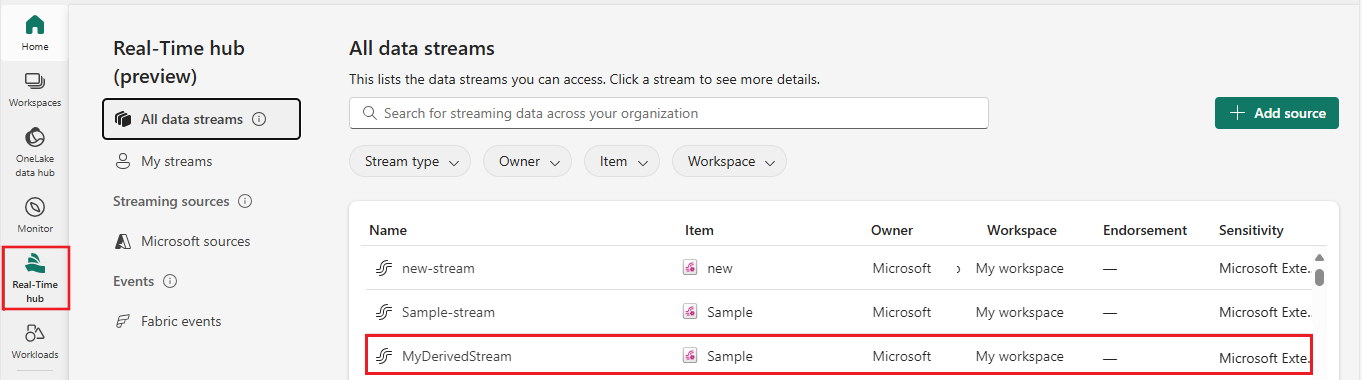 Home
Workspaces
OneLake
data hub
Monitor
Real-Time
hub
Workloads
Real-Time hub
(preview)
All data streams
My streams
Streaming sources
Microsoft sources
Events
Fabric events
All data streams
This lists the data streams you can access. Click a stream to see more details.
Search for streaming data across your organization
Add source
Stream type Owner Item Workspace
Name Item Owner Workspace Endorsement Sensitivity
new-stream new Microsoft My workspace — Microsoft Exte...
Sample-stream Sample Microsoft My workspace — Microsoft Exte...
MyDerivedStream Sample Microsoft My workspace — Microsoft Exte...